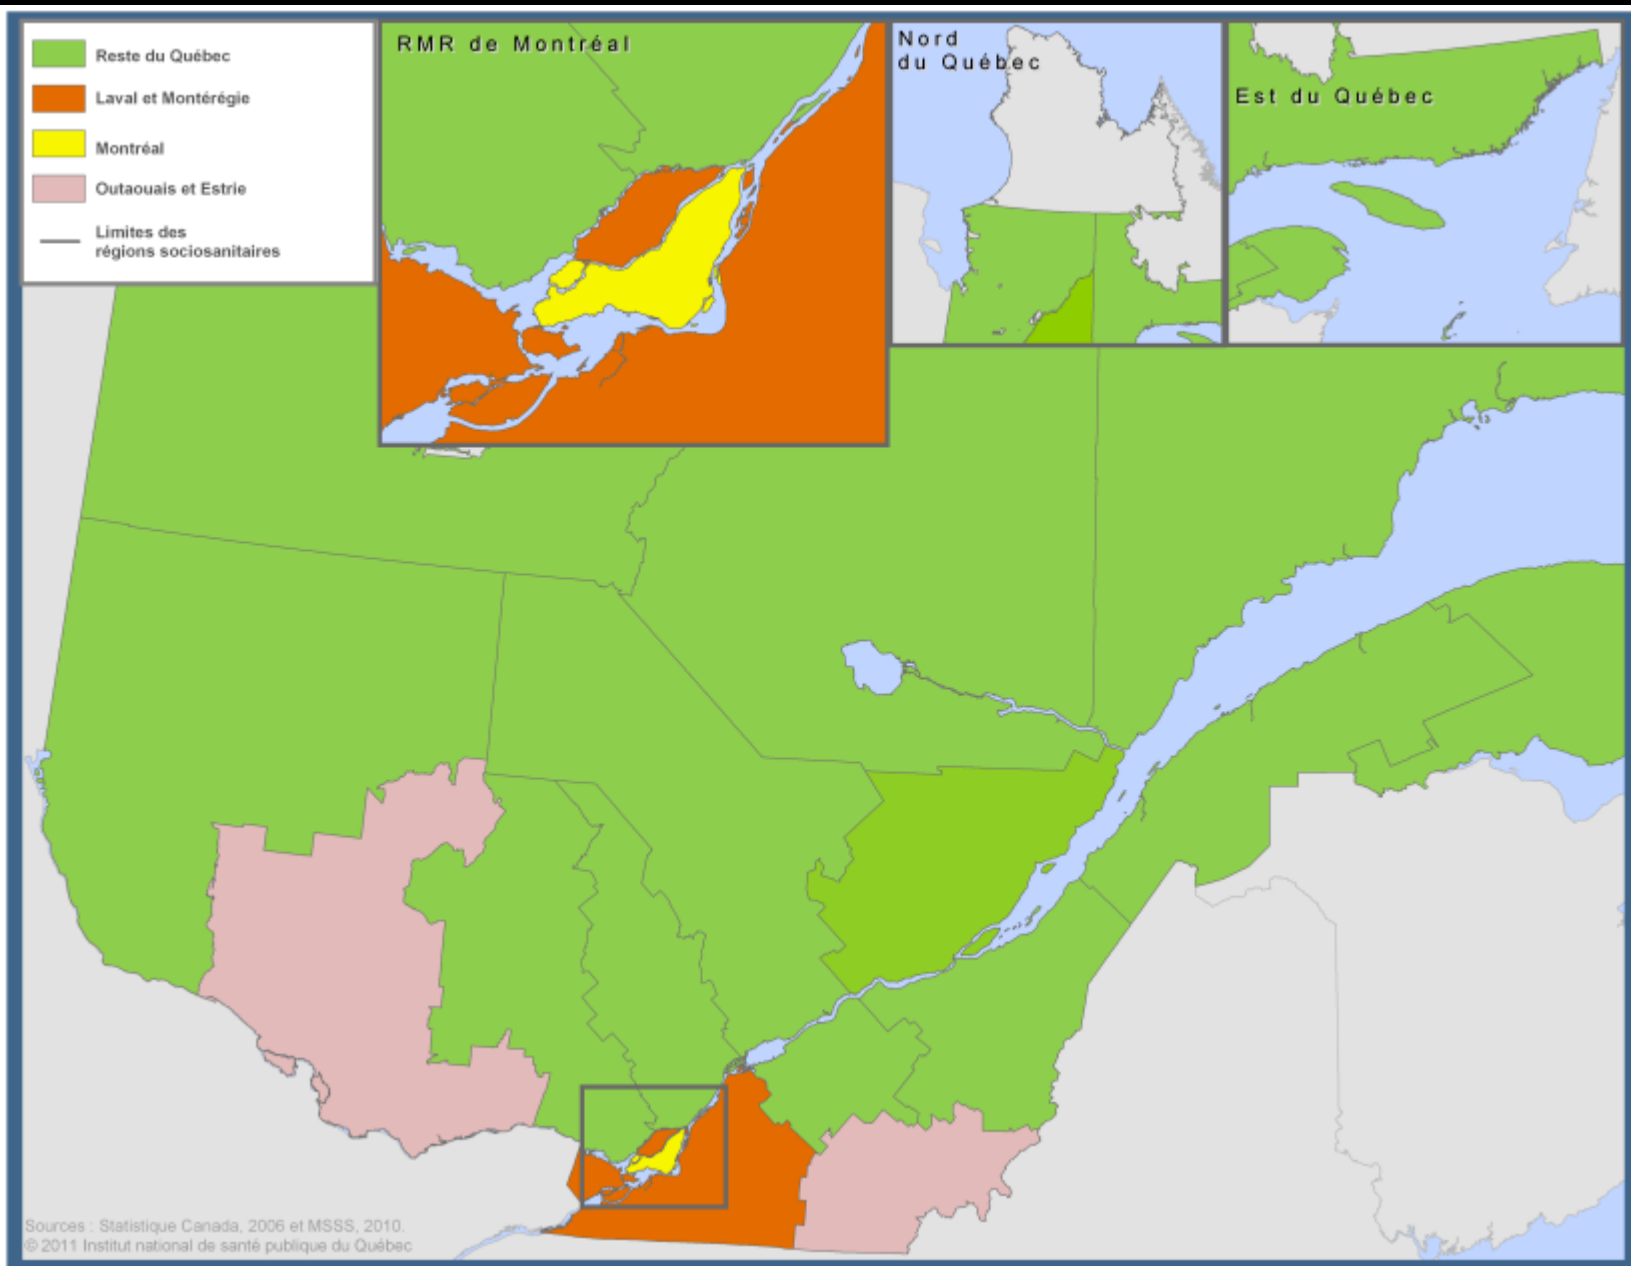 Reste du Québec
Laval et Montérégie
Montréal
Outaouais et Estrie
Limites des
régions sociosanitaires
RMR de Montréal
Nord
du Québec
Est du Québec
Sources : Statistique Canada, 2006 et MSSS, 2010.
© 2011 Institut national de santé publique du Québec